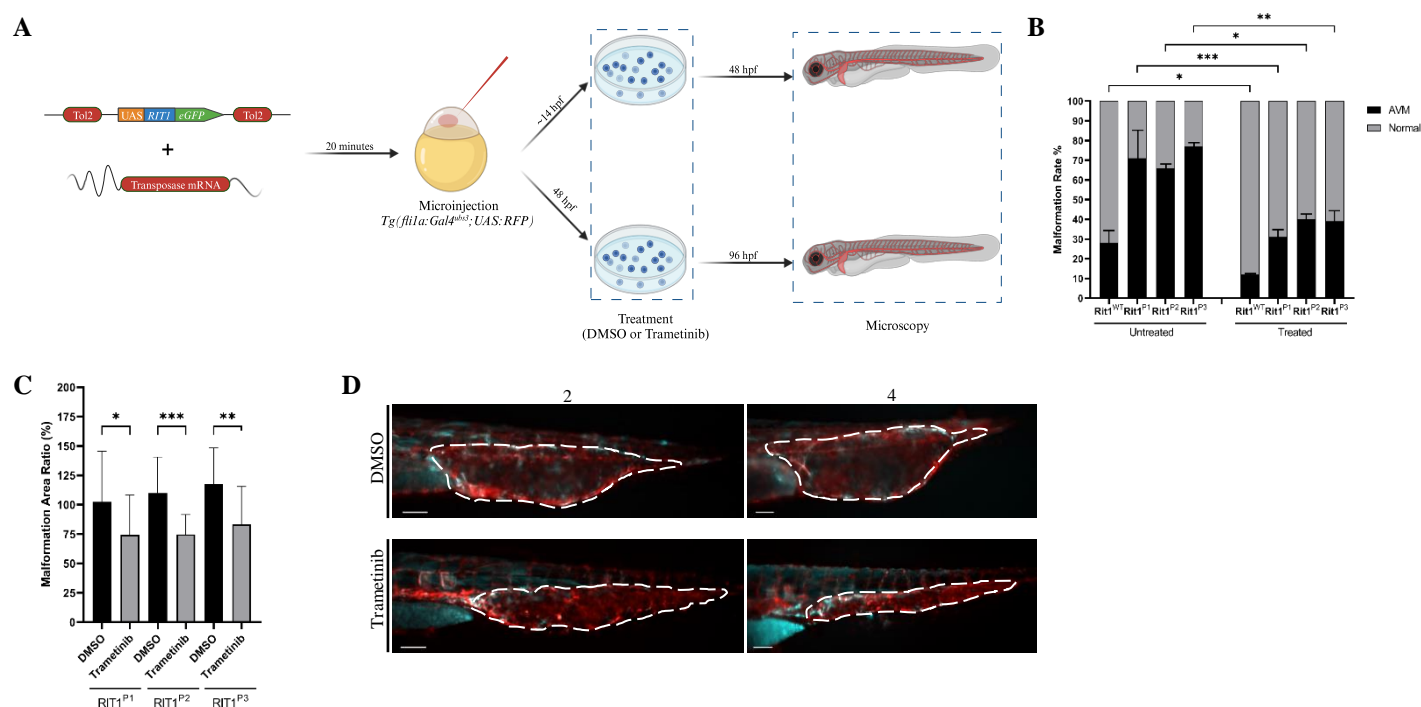 A
Tol2
UAS
RIT1
eGFP
Tol2
+
Transposase mRNA
20 minutes
Microinjection
Tg(fli1a:Gal4ubs3;UAS:RFP)
~14 hpf
48 hpf
Treatment
(DMSO or Trametinib)
48 hpf
96 hpf
Microscopy
B
**
*
***
*
Malformation Rate %
100
90
80
70
60
50
40
30
20
10
0
Rit1WT Rit1P1 Rit1P2 Rit1P3
Rit1WT Rit1P1 Rit1P2 Rit1P3
Untreated
Treated
AVM
Normal
C
Malformation Area Ratio (%)
200
175
150
125
100
75
50
25
0
* *** **
DMSO
Trametinib
DMSO
Trametinib
DMSO
Trametinib
RIT1P1 RIT1P2 RIT1P3
D
2 4
DMSO
Trametinib